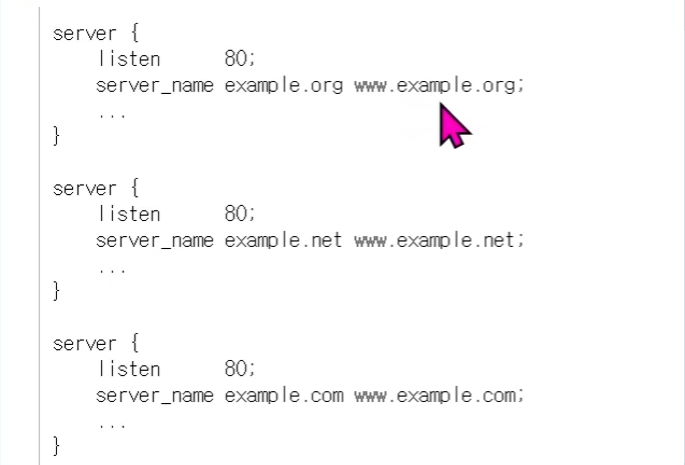 server {
    listen      80;
    server_name example.org www.example.org;
    ...
}
server {
    listen      80;
    server_name example.net www.example.net;
    ...
}
server {
    listen      80;
    server_name example.com www.example.com;
    ...
}